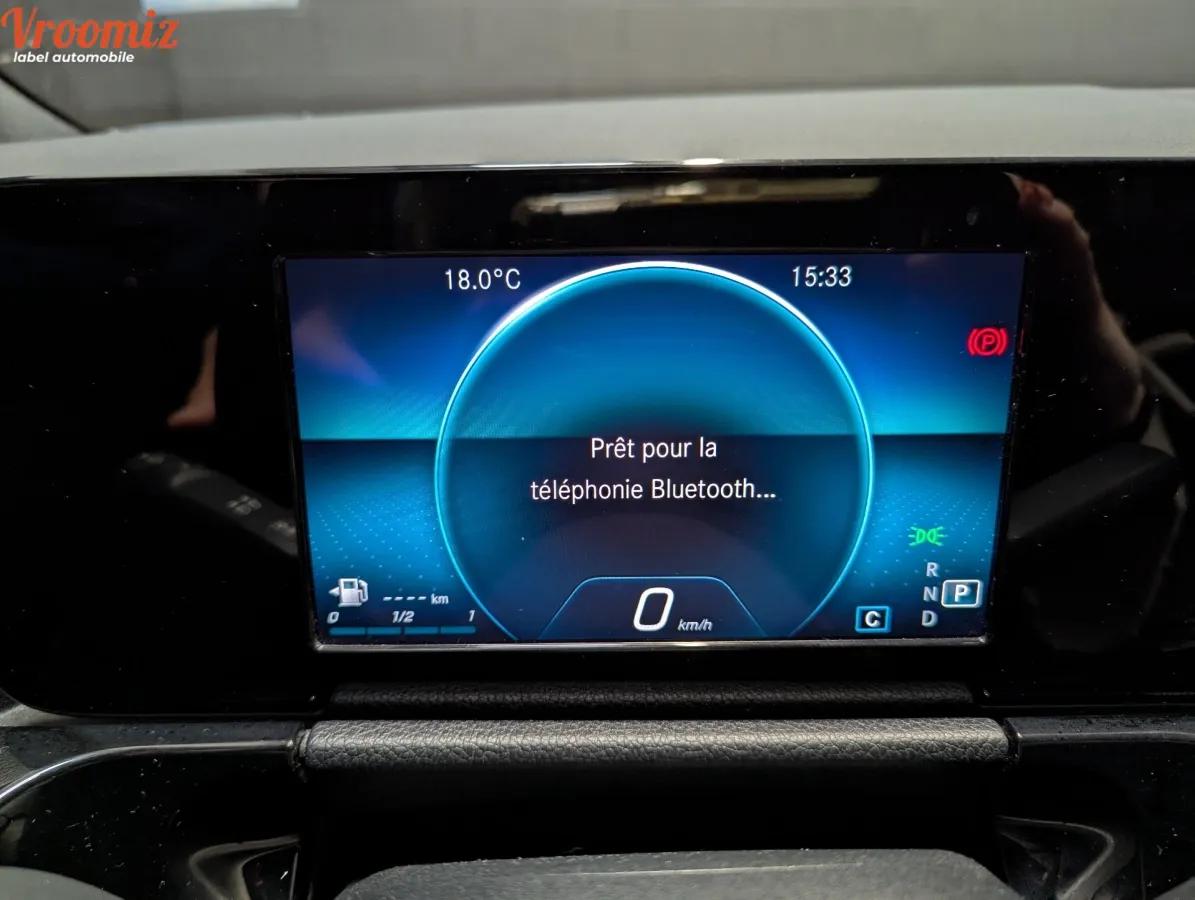 Vroomiz
label automobile
18.0°C
15:33
P
Prêt pour la
téléphonie Bluetooth...
---- km
0 1/2 1
0 km/h
C
R
N P
D